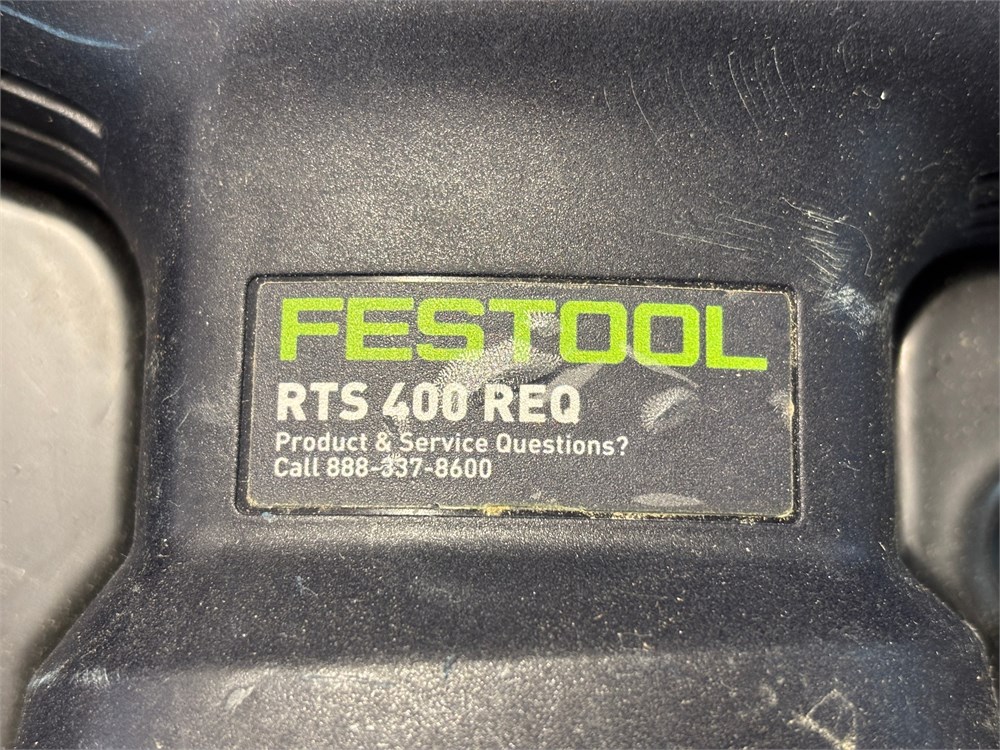 FESTOOL
RTS 400 REQ
Product & Service Questions?
Call 888-337-8600